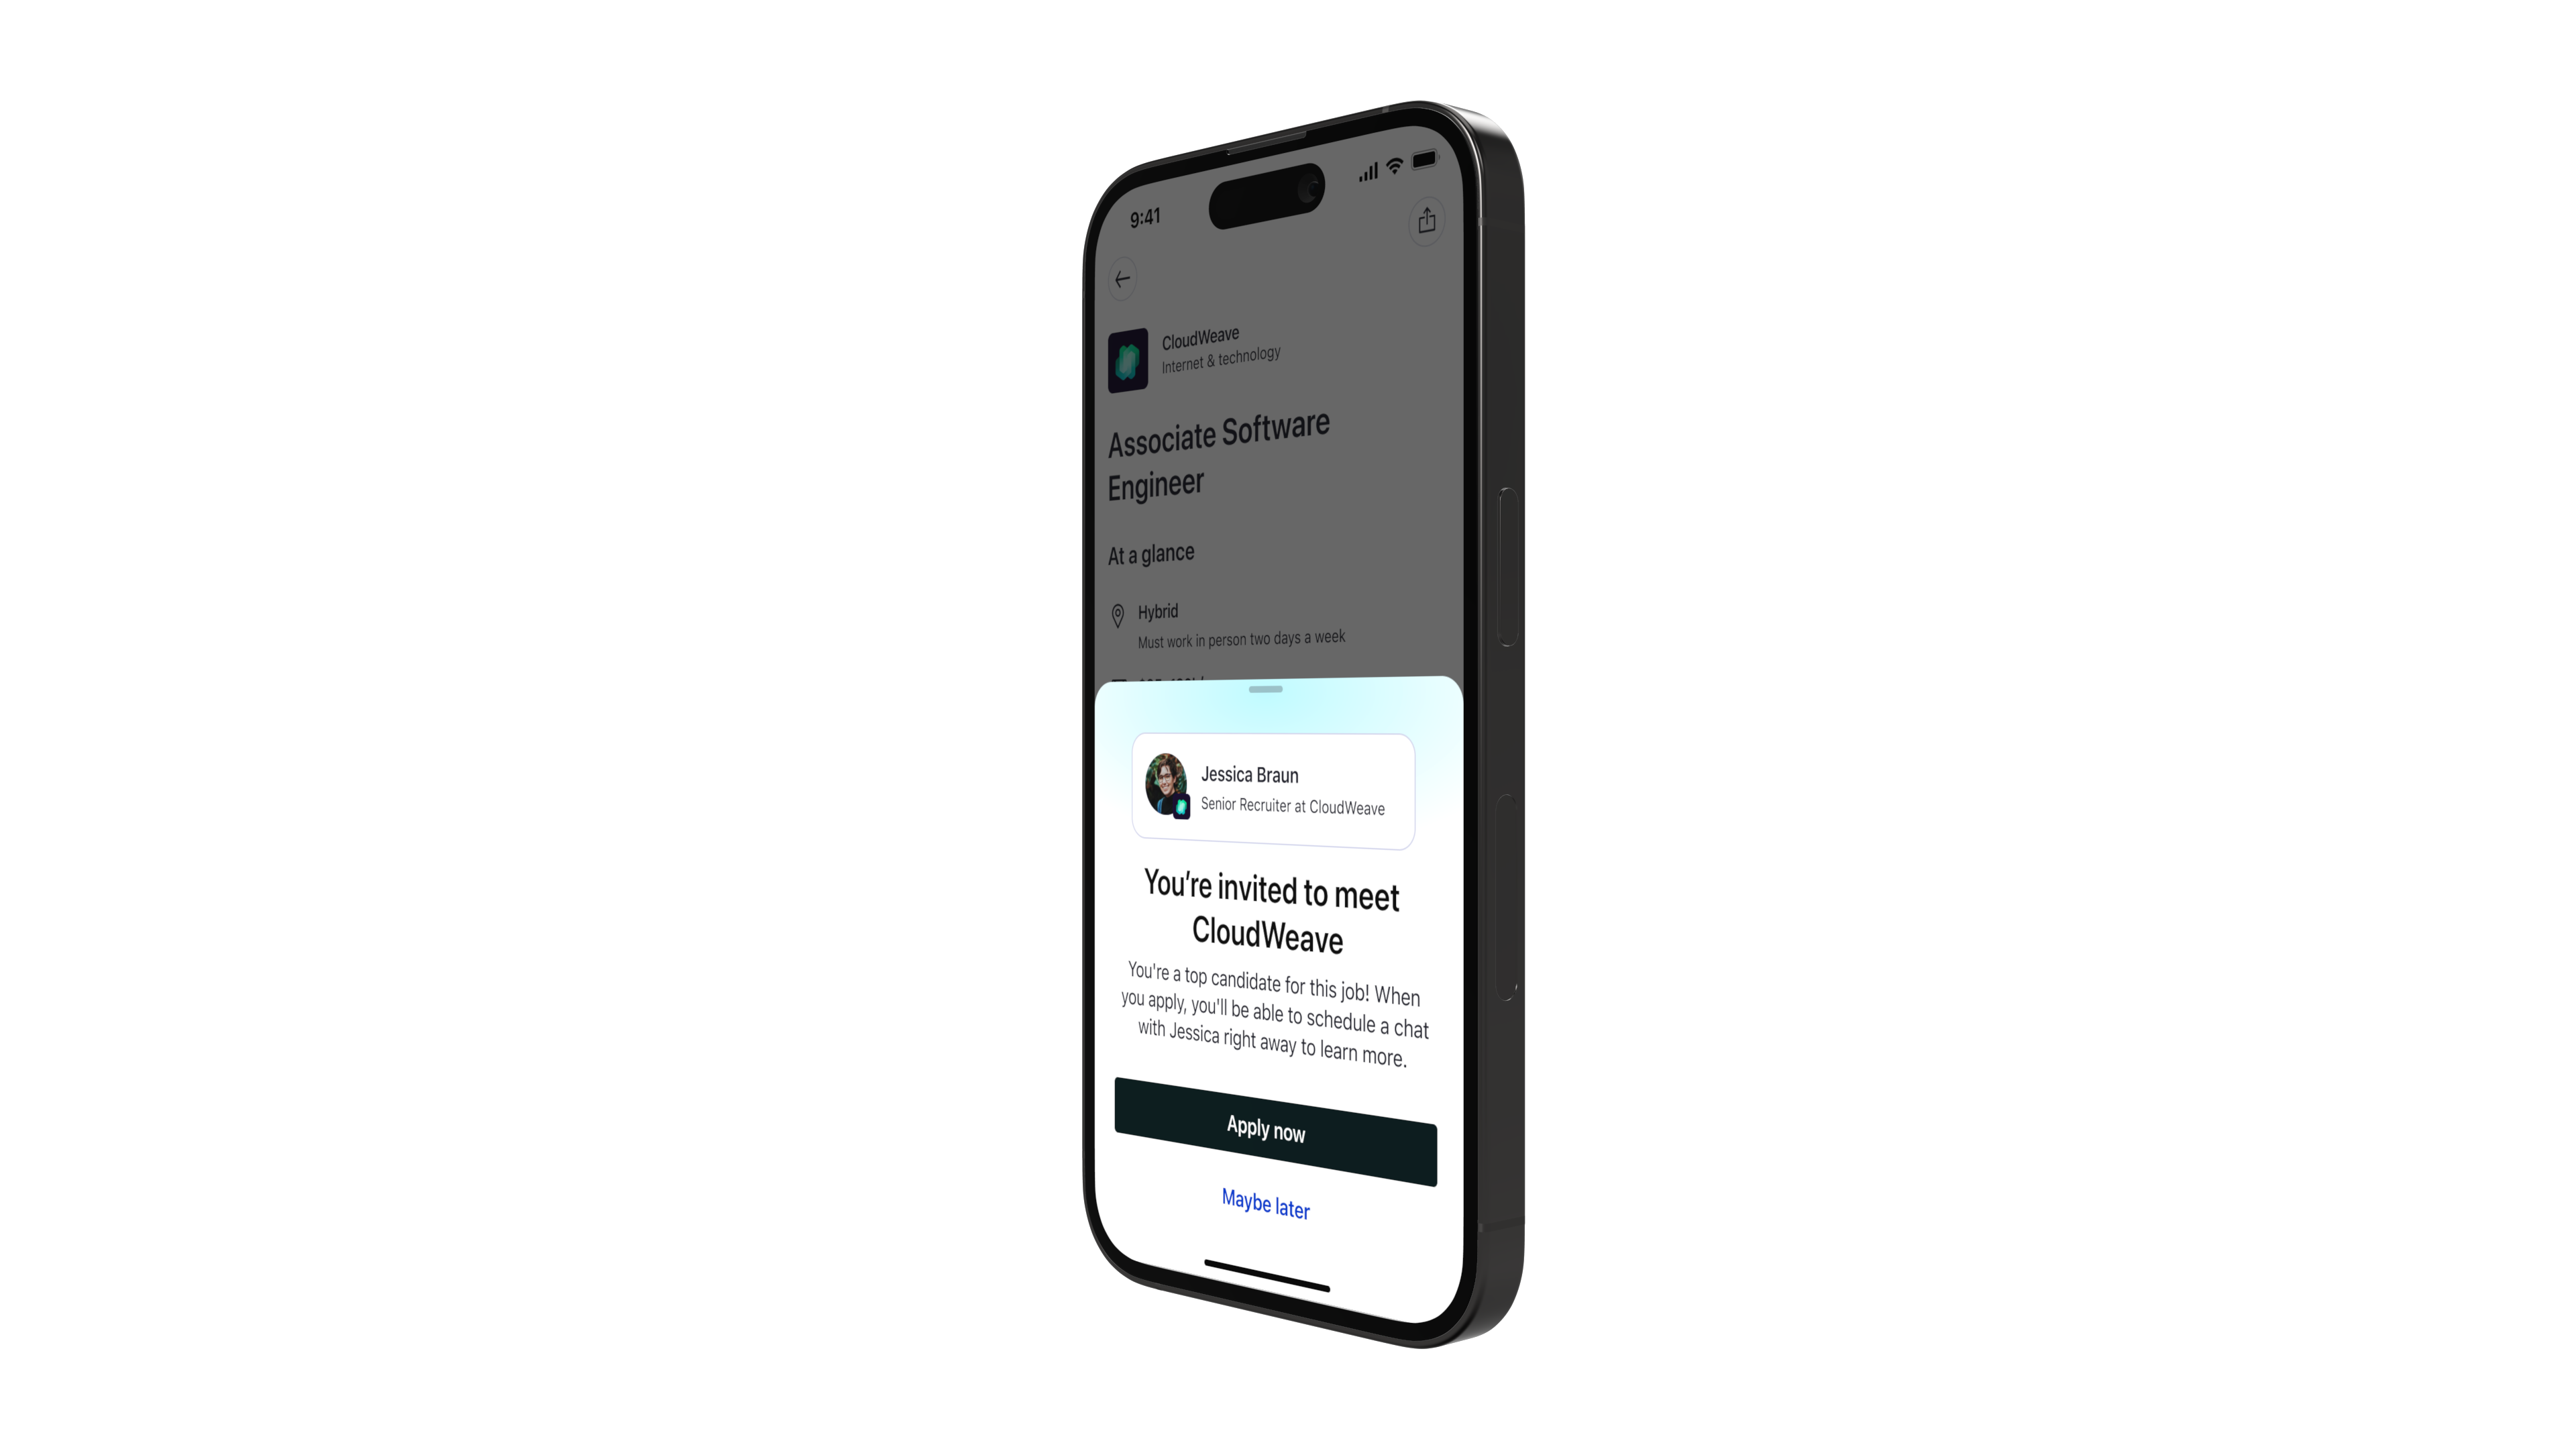 9:41
CloudWeave
Internet & technology
Associate Software
Engineer
At a glance
Hybrid
Must work in person two days a week
Jessica Braun
Senior Recruiter at CloudWeave
You’re invited to meet
CloudWeave
You're a top candidate for this job! When
you apply, you'll be able to schedule a chat
with Jessica right away to learn more.
Apply now
Maybe later